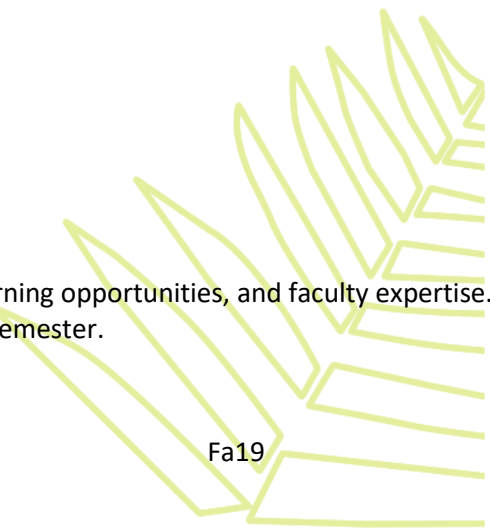 rning opportunities, and faculty expertise.
emester.
Fa19